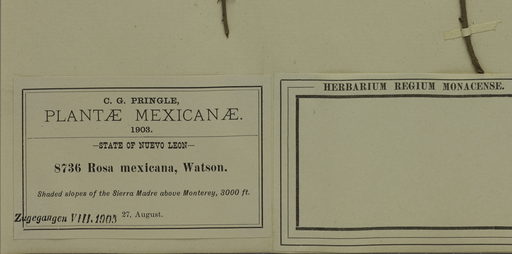 C. G. PRINGLE,
PLANTÆ MEXICANÆ.
1903.
—STATE OF NUEVO LEON—
8736 Rosa mexicana, Watson.
Shaded slopes of the Sierra Madre above Monterey, 3000 ft.
Zugegangen VIII. 1905 27, August.
HERBARIUM REGIUM MONACENSE.